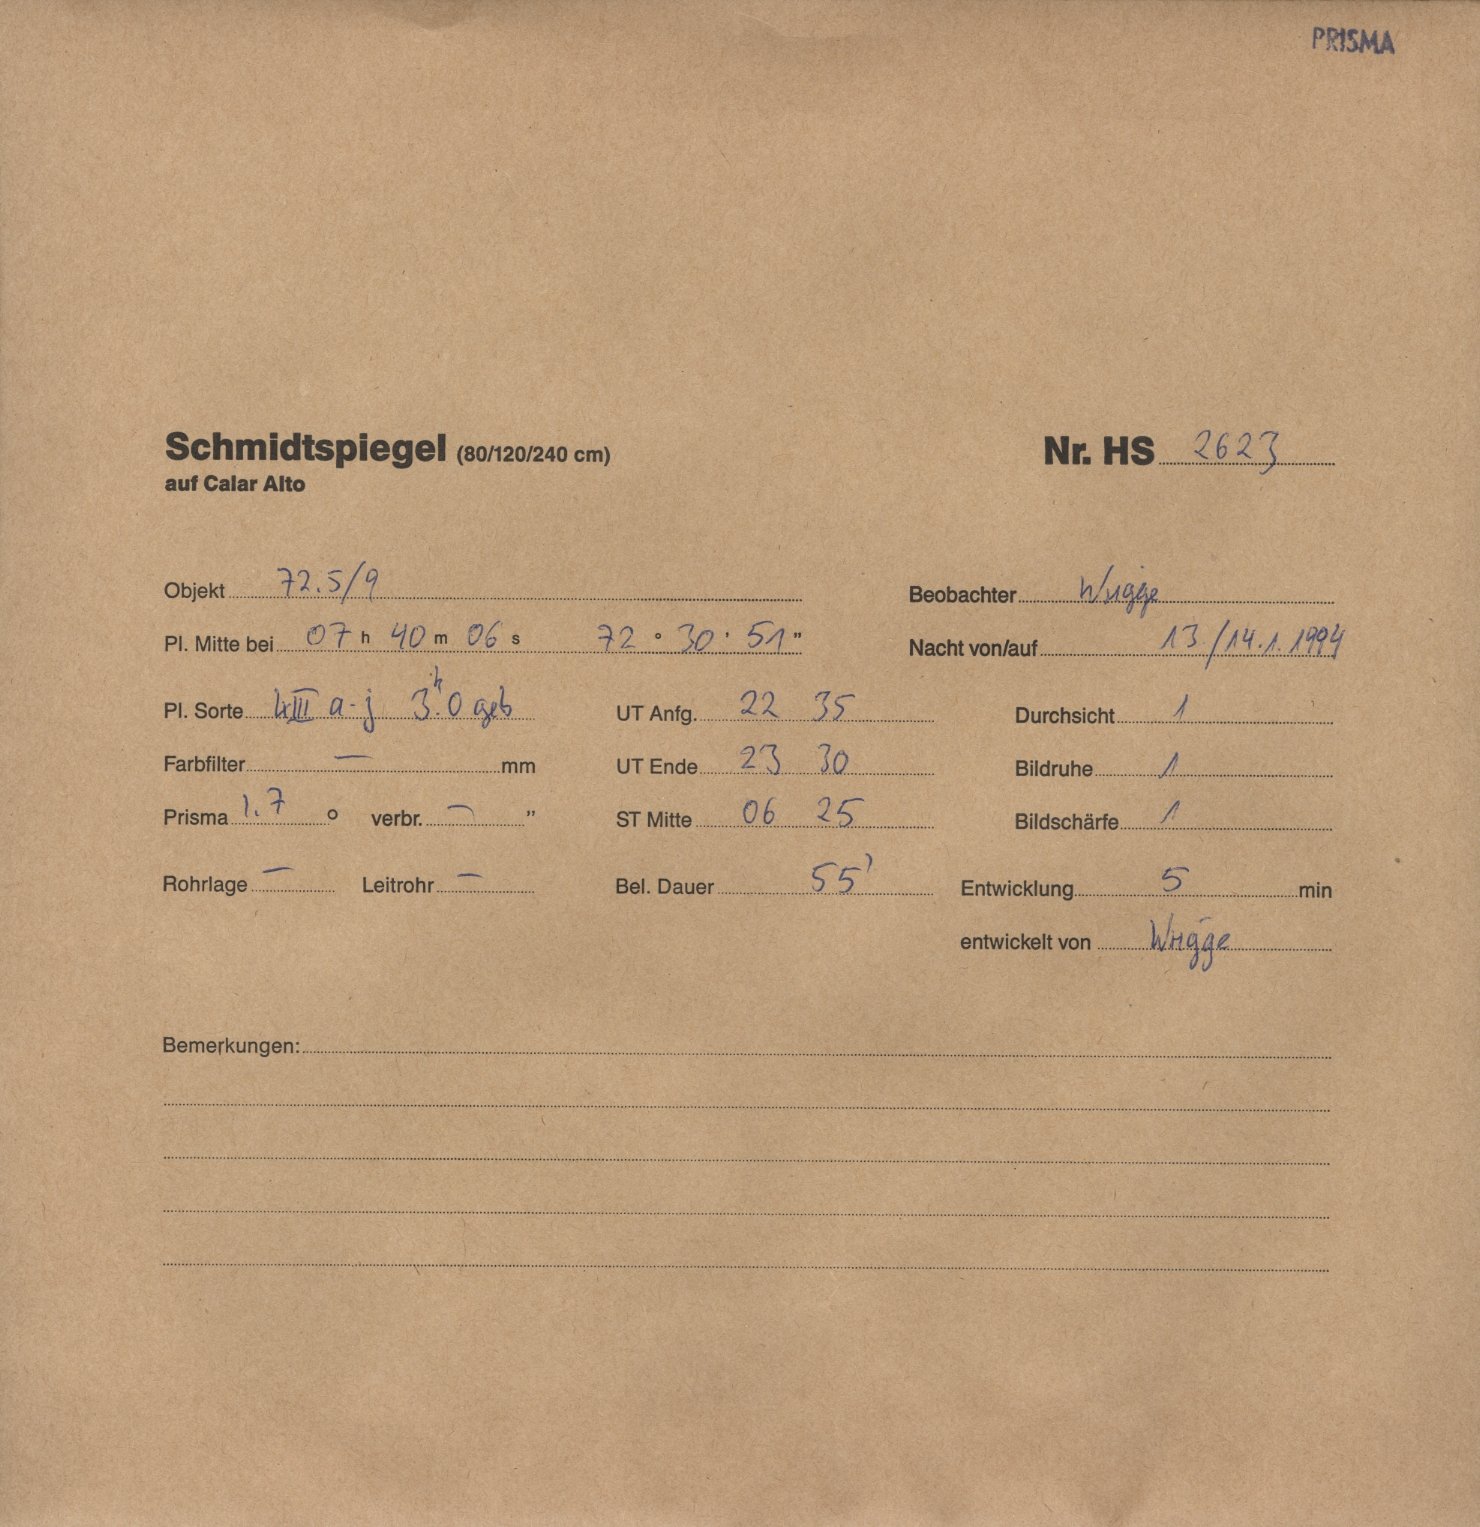 PRISMA
Schmidtspiegel (80/120/240 cm) Nr. HS 2623
auf Calar Alto
Objekt 72.5/9 Beobachter
Pl. Mitte bei 07 h 40 m 06 s 72 ° 30 ' 51 " Nacht von/auf 13/14.1.1994
Pl. Sorte a-j 3.h0 geb UT Anfg. 22 35 Durchsicht 1
Farbfilter — mm UT Ende 23 30 Bildruhe 1
Prisma 1.7 ° verbr. — " ST Mitte 06 25 Bildschärfe 1
Rohrlage — Leitrohr — Bel. Dauer 55' Entwicklung 5 min
entwickelt von
Bemerkungen: